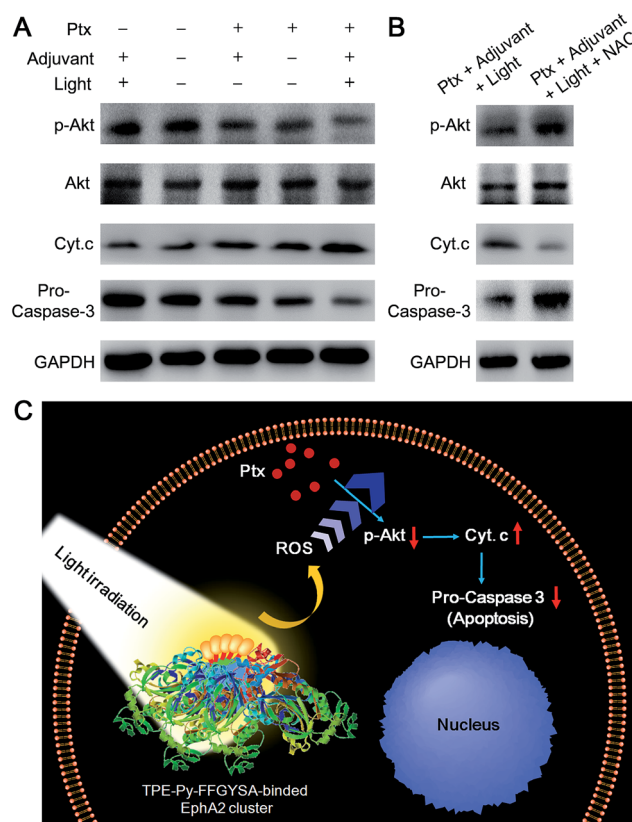 A
Ptx – – + + +
Adjuvant + – + – +
Light + – – – +
p-Akt
Akt
Cyt.c
Pro-
Caspase-3
GAPDH
B
Ptx + Adjuvant
+ Light
Ptx + Adjuvant
+ Light + NAC
p-Akt
Akt
Cyt.c
Pro-
Caspase-3
GAPDH
C
Ptx
ROS
p-Akt
Cyt. c
Pro-Caspase 3
(Apoptosis)
Light irradiation
Nucleus
TPE-Py-FFGYSA-binded
EphA2 cluster